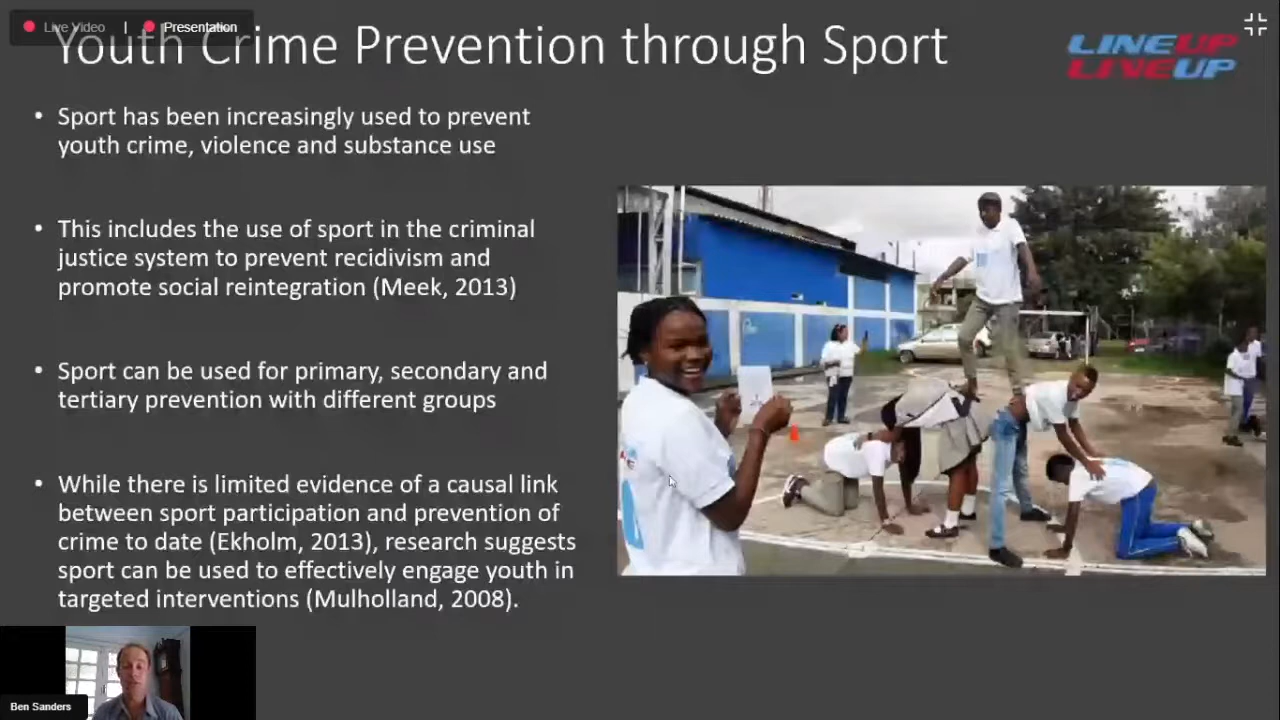 Live Video | Presentation
Youth Crime Prevention through Sport
LINEUP
LIVEUP
• Sport has been increasingly used to prevent
youth crime, violence and substance use
• This includes the use of sport in the criminal
justice system to prevent recidivism and
promote social reintegration (Meek, 2013)
• Sport can be used for primary, secondary and
tertiary prevention with different groups
• While there is limited evidence of a causal link
between sport participation and prevention of
crime to date (Ekholm, 2013), research suggests
sport can be used to effectively engage youth in
targeted interventions (Mulholland, 2008).
Ben Sanders